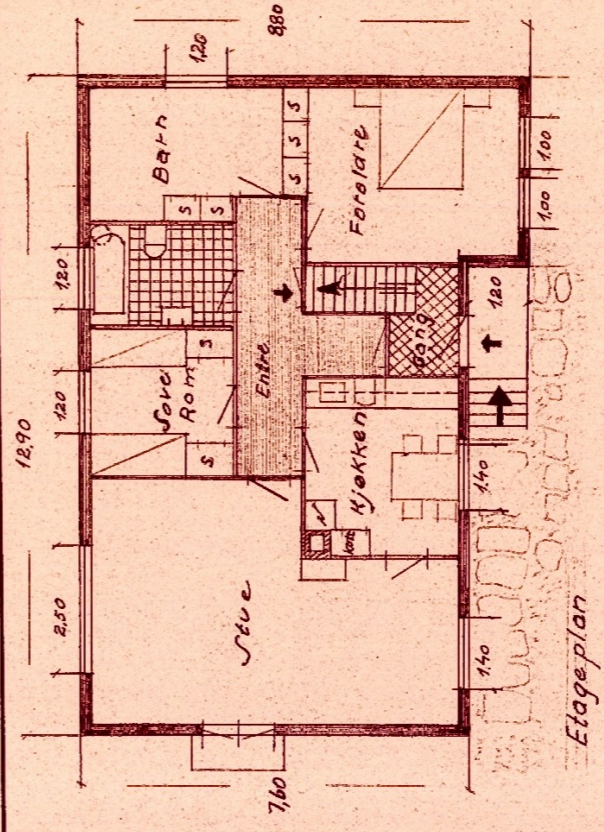 8,80
1,20
Barn
S
S
S
S
S
Foreldre
1,00
1,00
1,20
1,20
Gang
Entre
Sove
Rom
S
S
1,20
12,90
Kjøkken
1,40
Stue
2,50
1,40
7,60
Etageplan